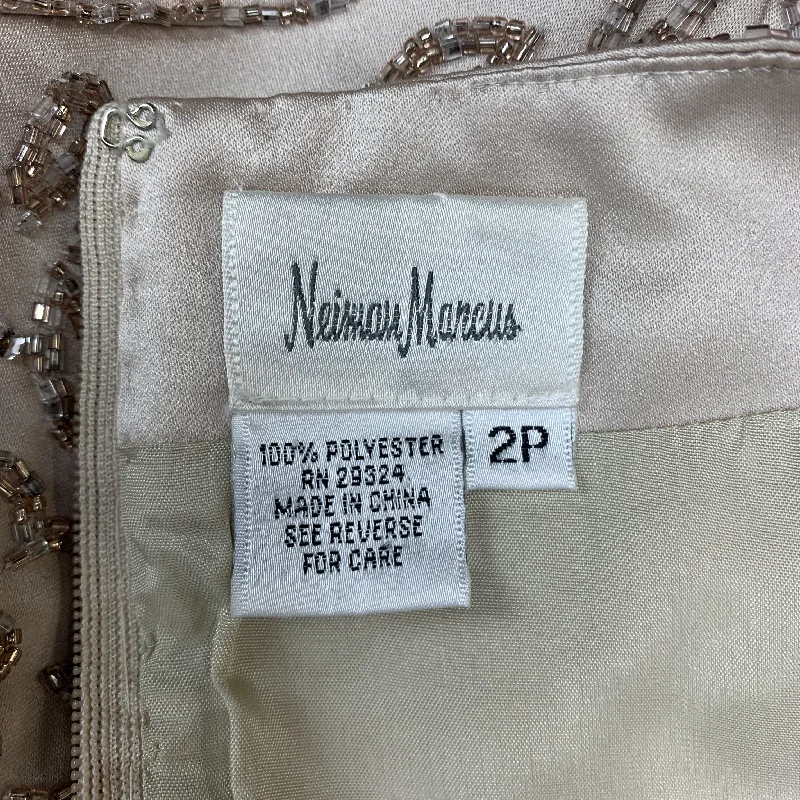 Neiman Marcus
100% POLYESTER
RN 29324
MADE IN CHINA
SEE REVERSE
FOR CARE
2P